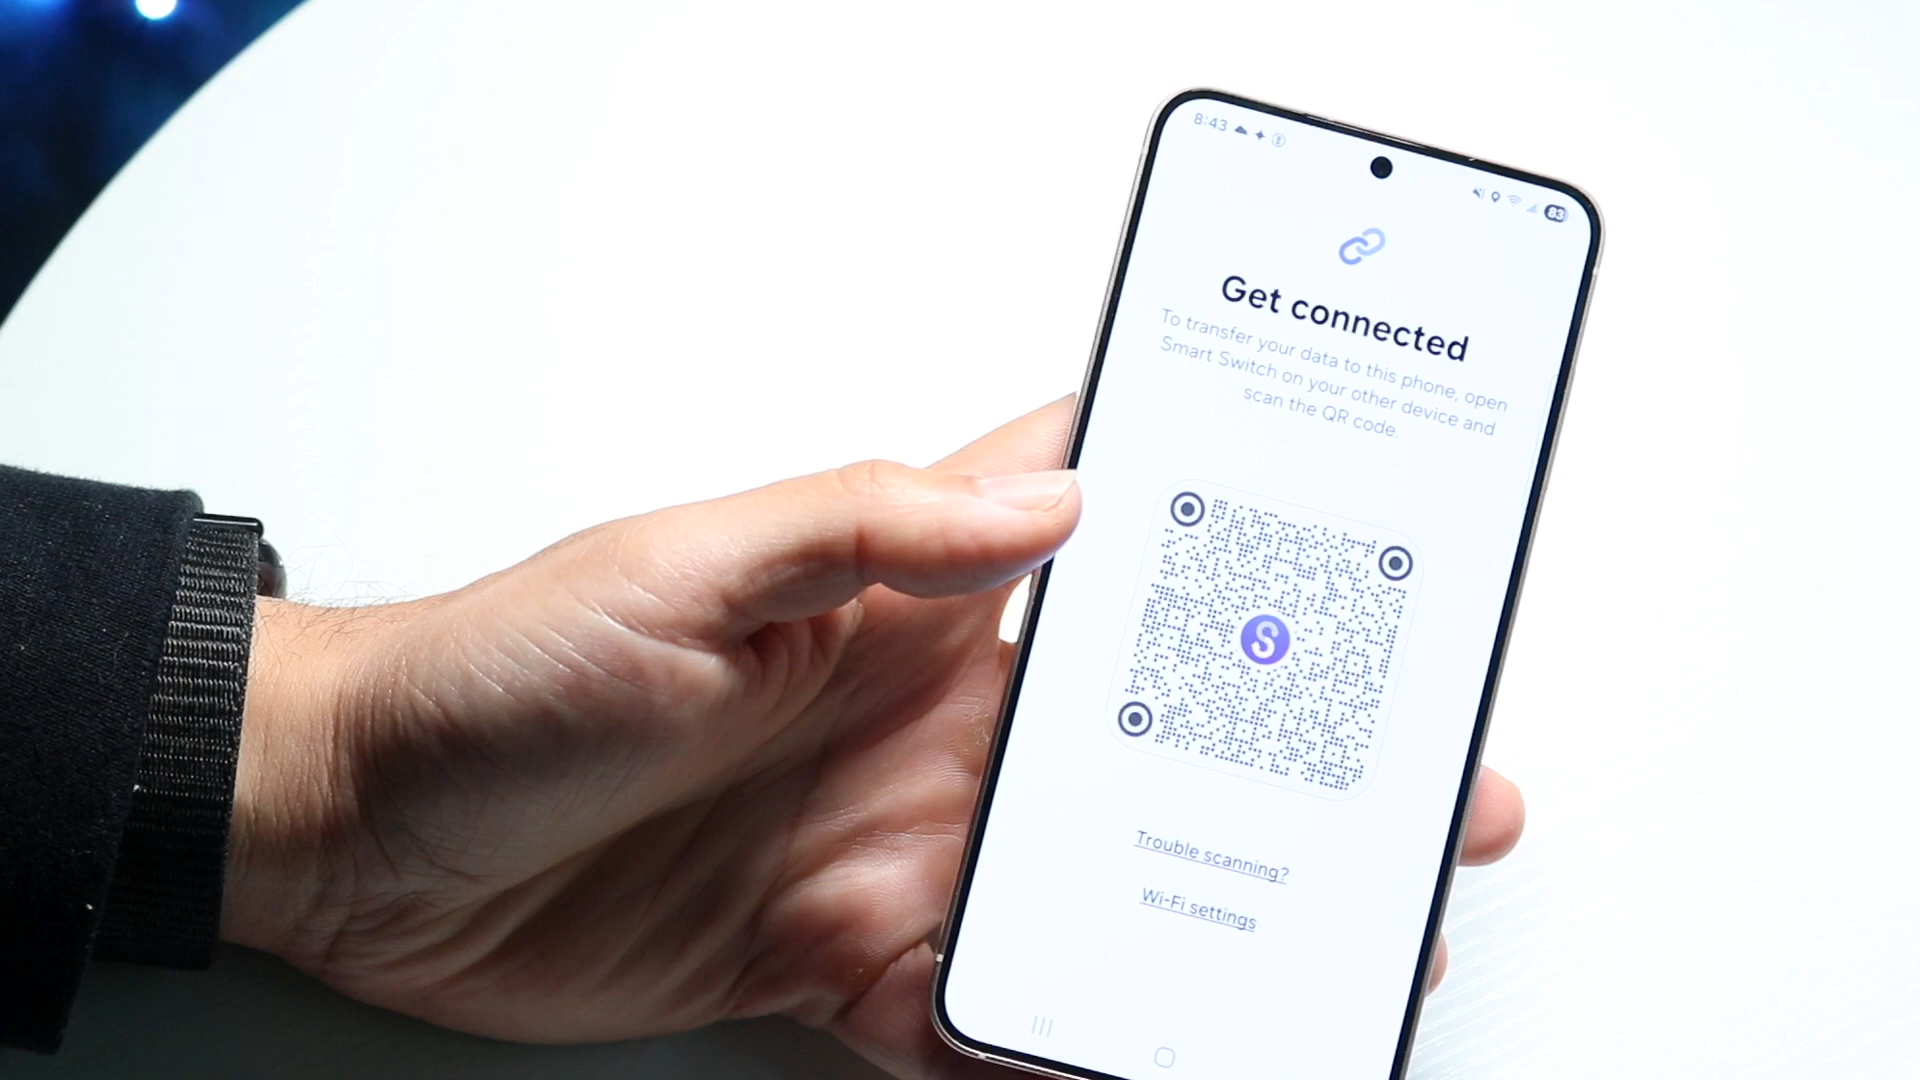 8:43
83
Get connected
To transfer your data to this phone, open
Smart Switch on your other device and
scan the QR code.
S
Trouble scanning?
Wi-Fi settings